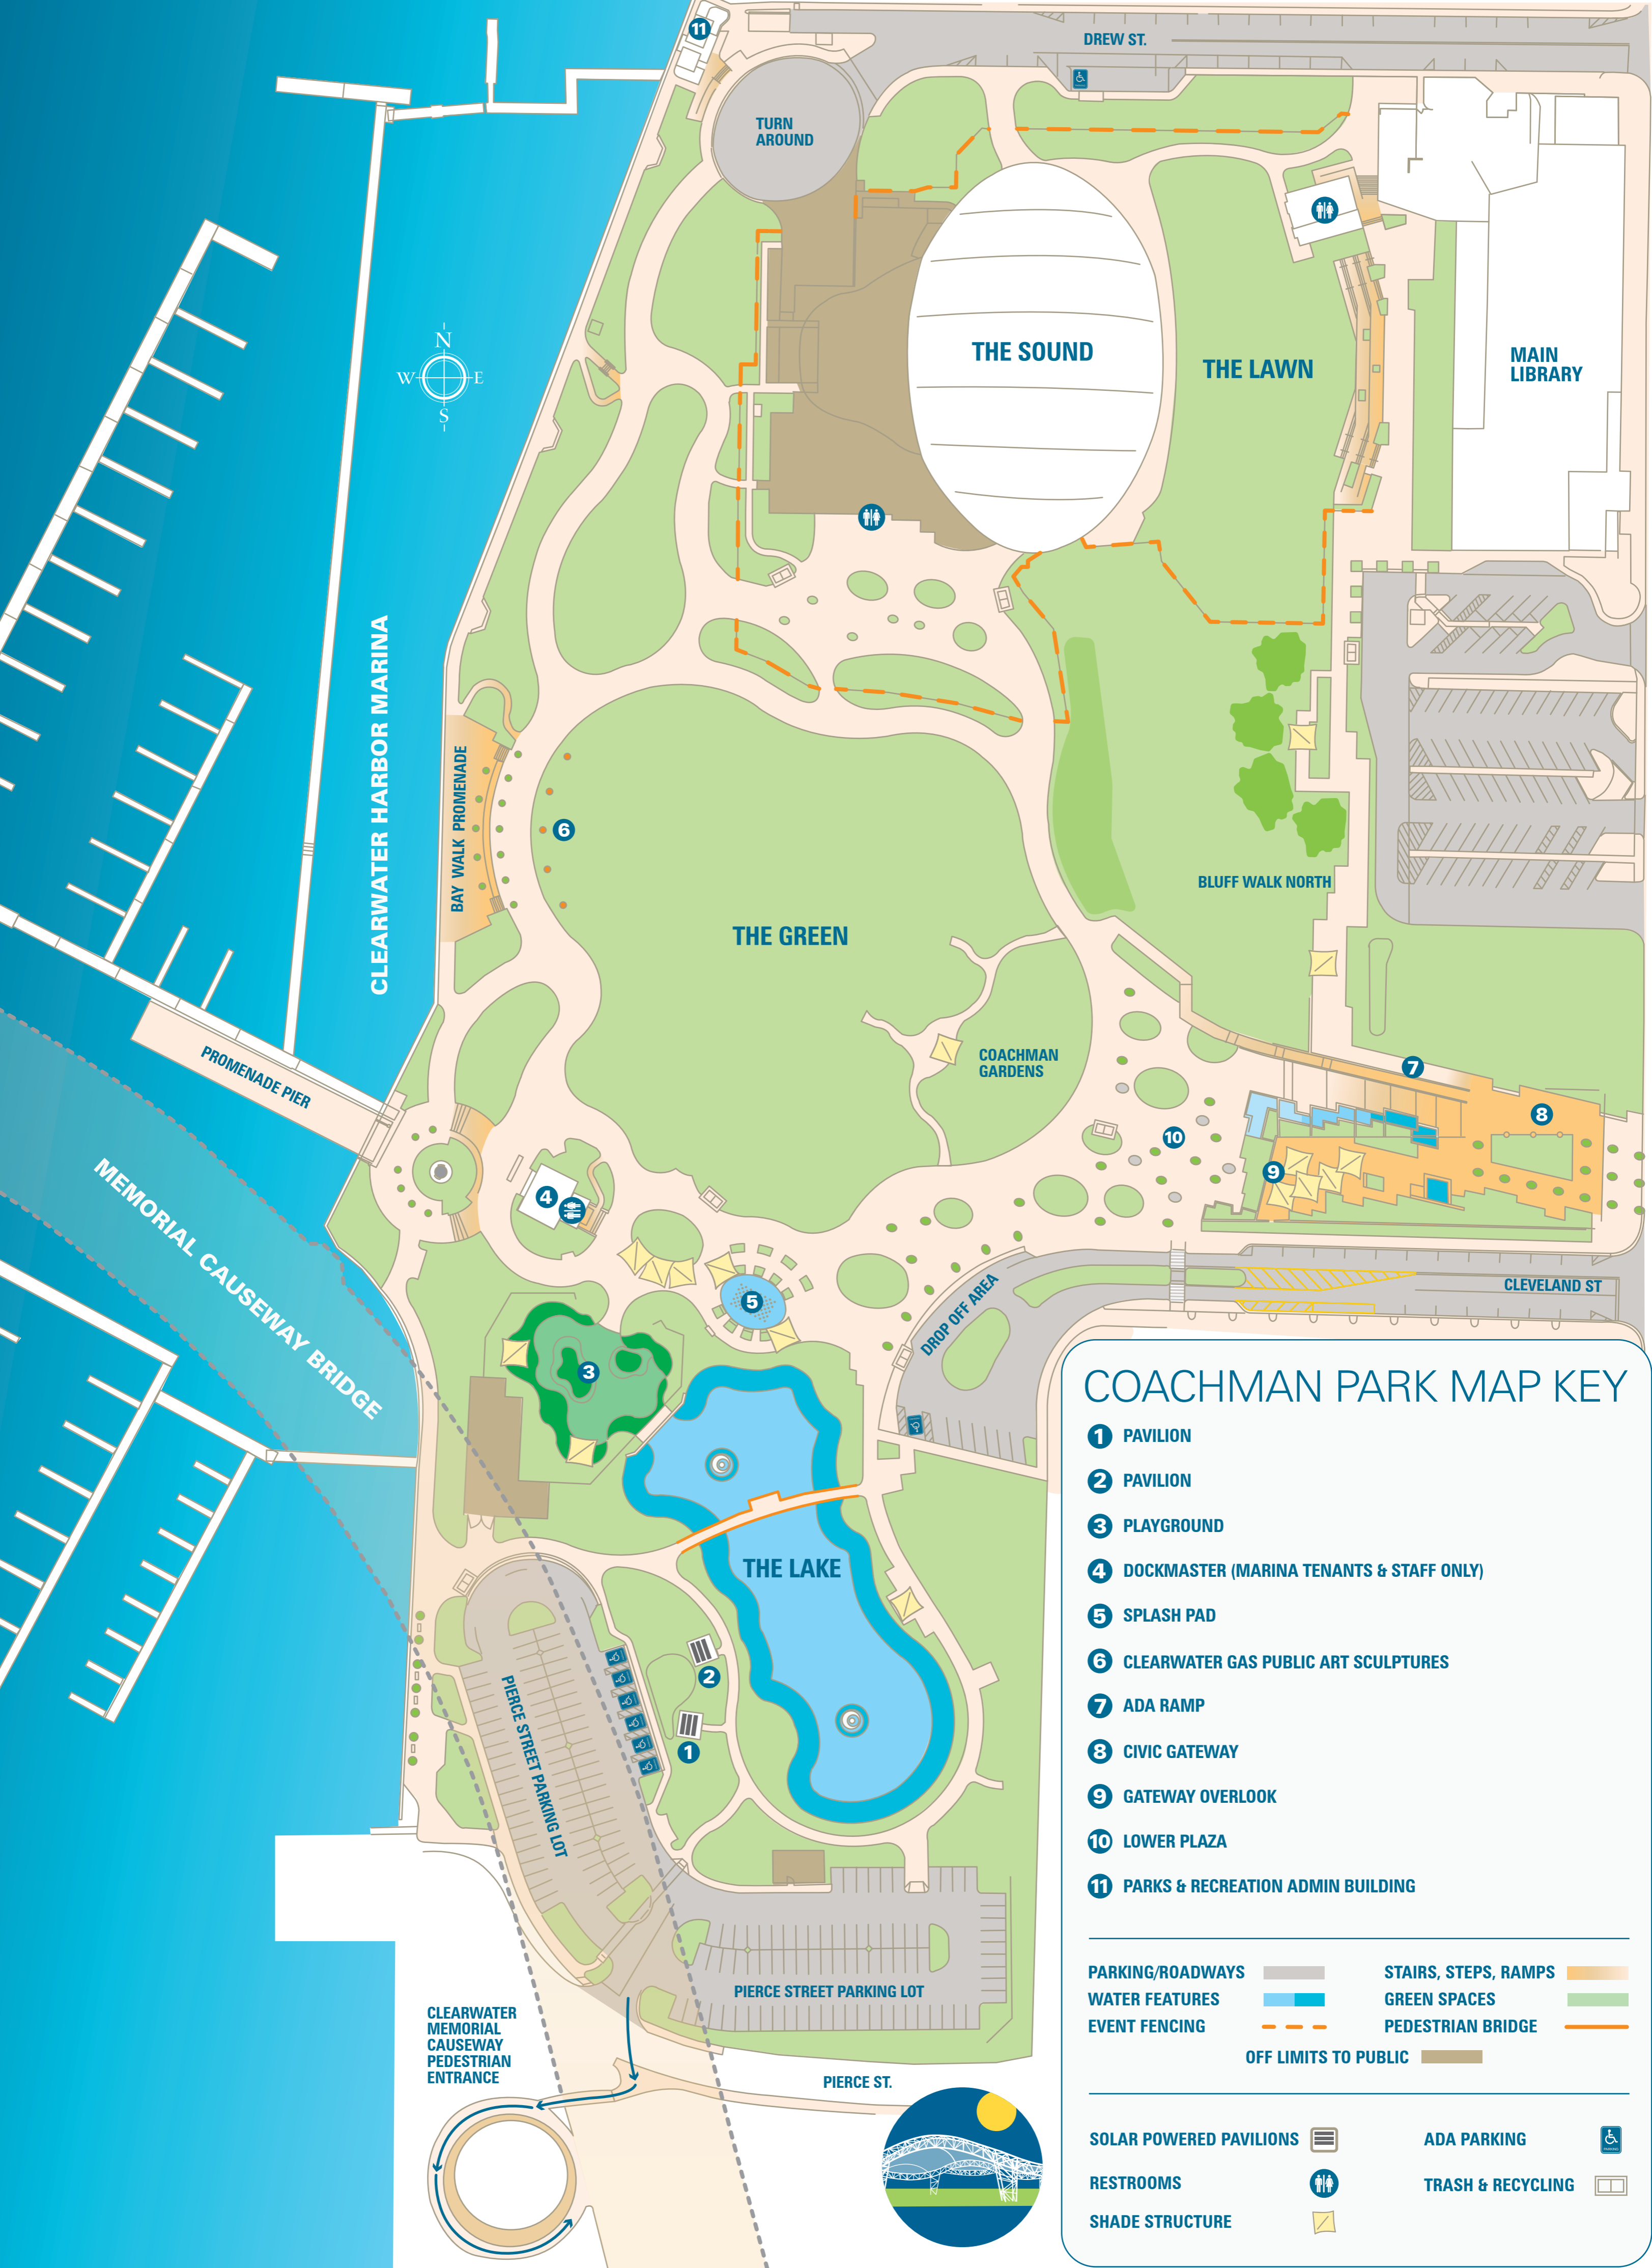 11
DREW ST.
TURN
AROUND
N
W
E
S
THE SOUND
THE LAWN
MAIN
LIBRARY
CLEARWATER HARBOR MARINA
BAY WALK PROMENADE
6
BLUFF WALK NORTH
THE GREEN
PROMENADE PIER
COACHMAN
GARDENS
7
8
10
9
4
MEMORIAL CAUSEWAY BRIDGE
5
DROP OFF AREA
CLEVELAND ST
3
THE LAKE
2
1
PIERCE STREET PARKING LOT
PIERCE STREET PARKING LOT
CLEARWATER
MEMORIAL
CAUSEWAY
PEDESTRIAN
ENTRANCE
PIERCE ST.
COACHMAN PARK MAP KEY
1 PAVILION
2 PAVILION
3 PLAYGROUND
4 DOCKMASTER (MARINA TENANTS & STAFF ONLY)
5 SPLASH PAD
6 CLEARWATER GAS PUBLIC ART SCULPTURES
7 ADA RAMP
8 CIVIC GATEWAY
9 GATEWAY OVERLOOK
10 LOWER PLAZA
11 PARKS & RECREATION ADMIN BUILDING
PARKING/ROADWAYS
STAIRS, STEPS, RAMPS
WATER FEATURES
GREEN SPACES
EVENT FENCING
PEDESTRIAN BRIDGE
OFF LIMITS TO PUBLIC
SOLAR POWERED PAVILIONS
ADA PARKING
RESTROOMS
TRASH & RECYCLING
SHADE STRUCTURE